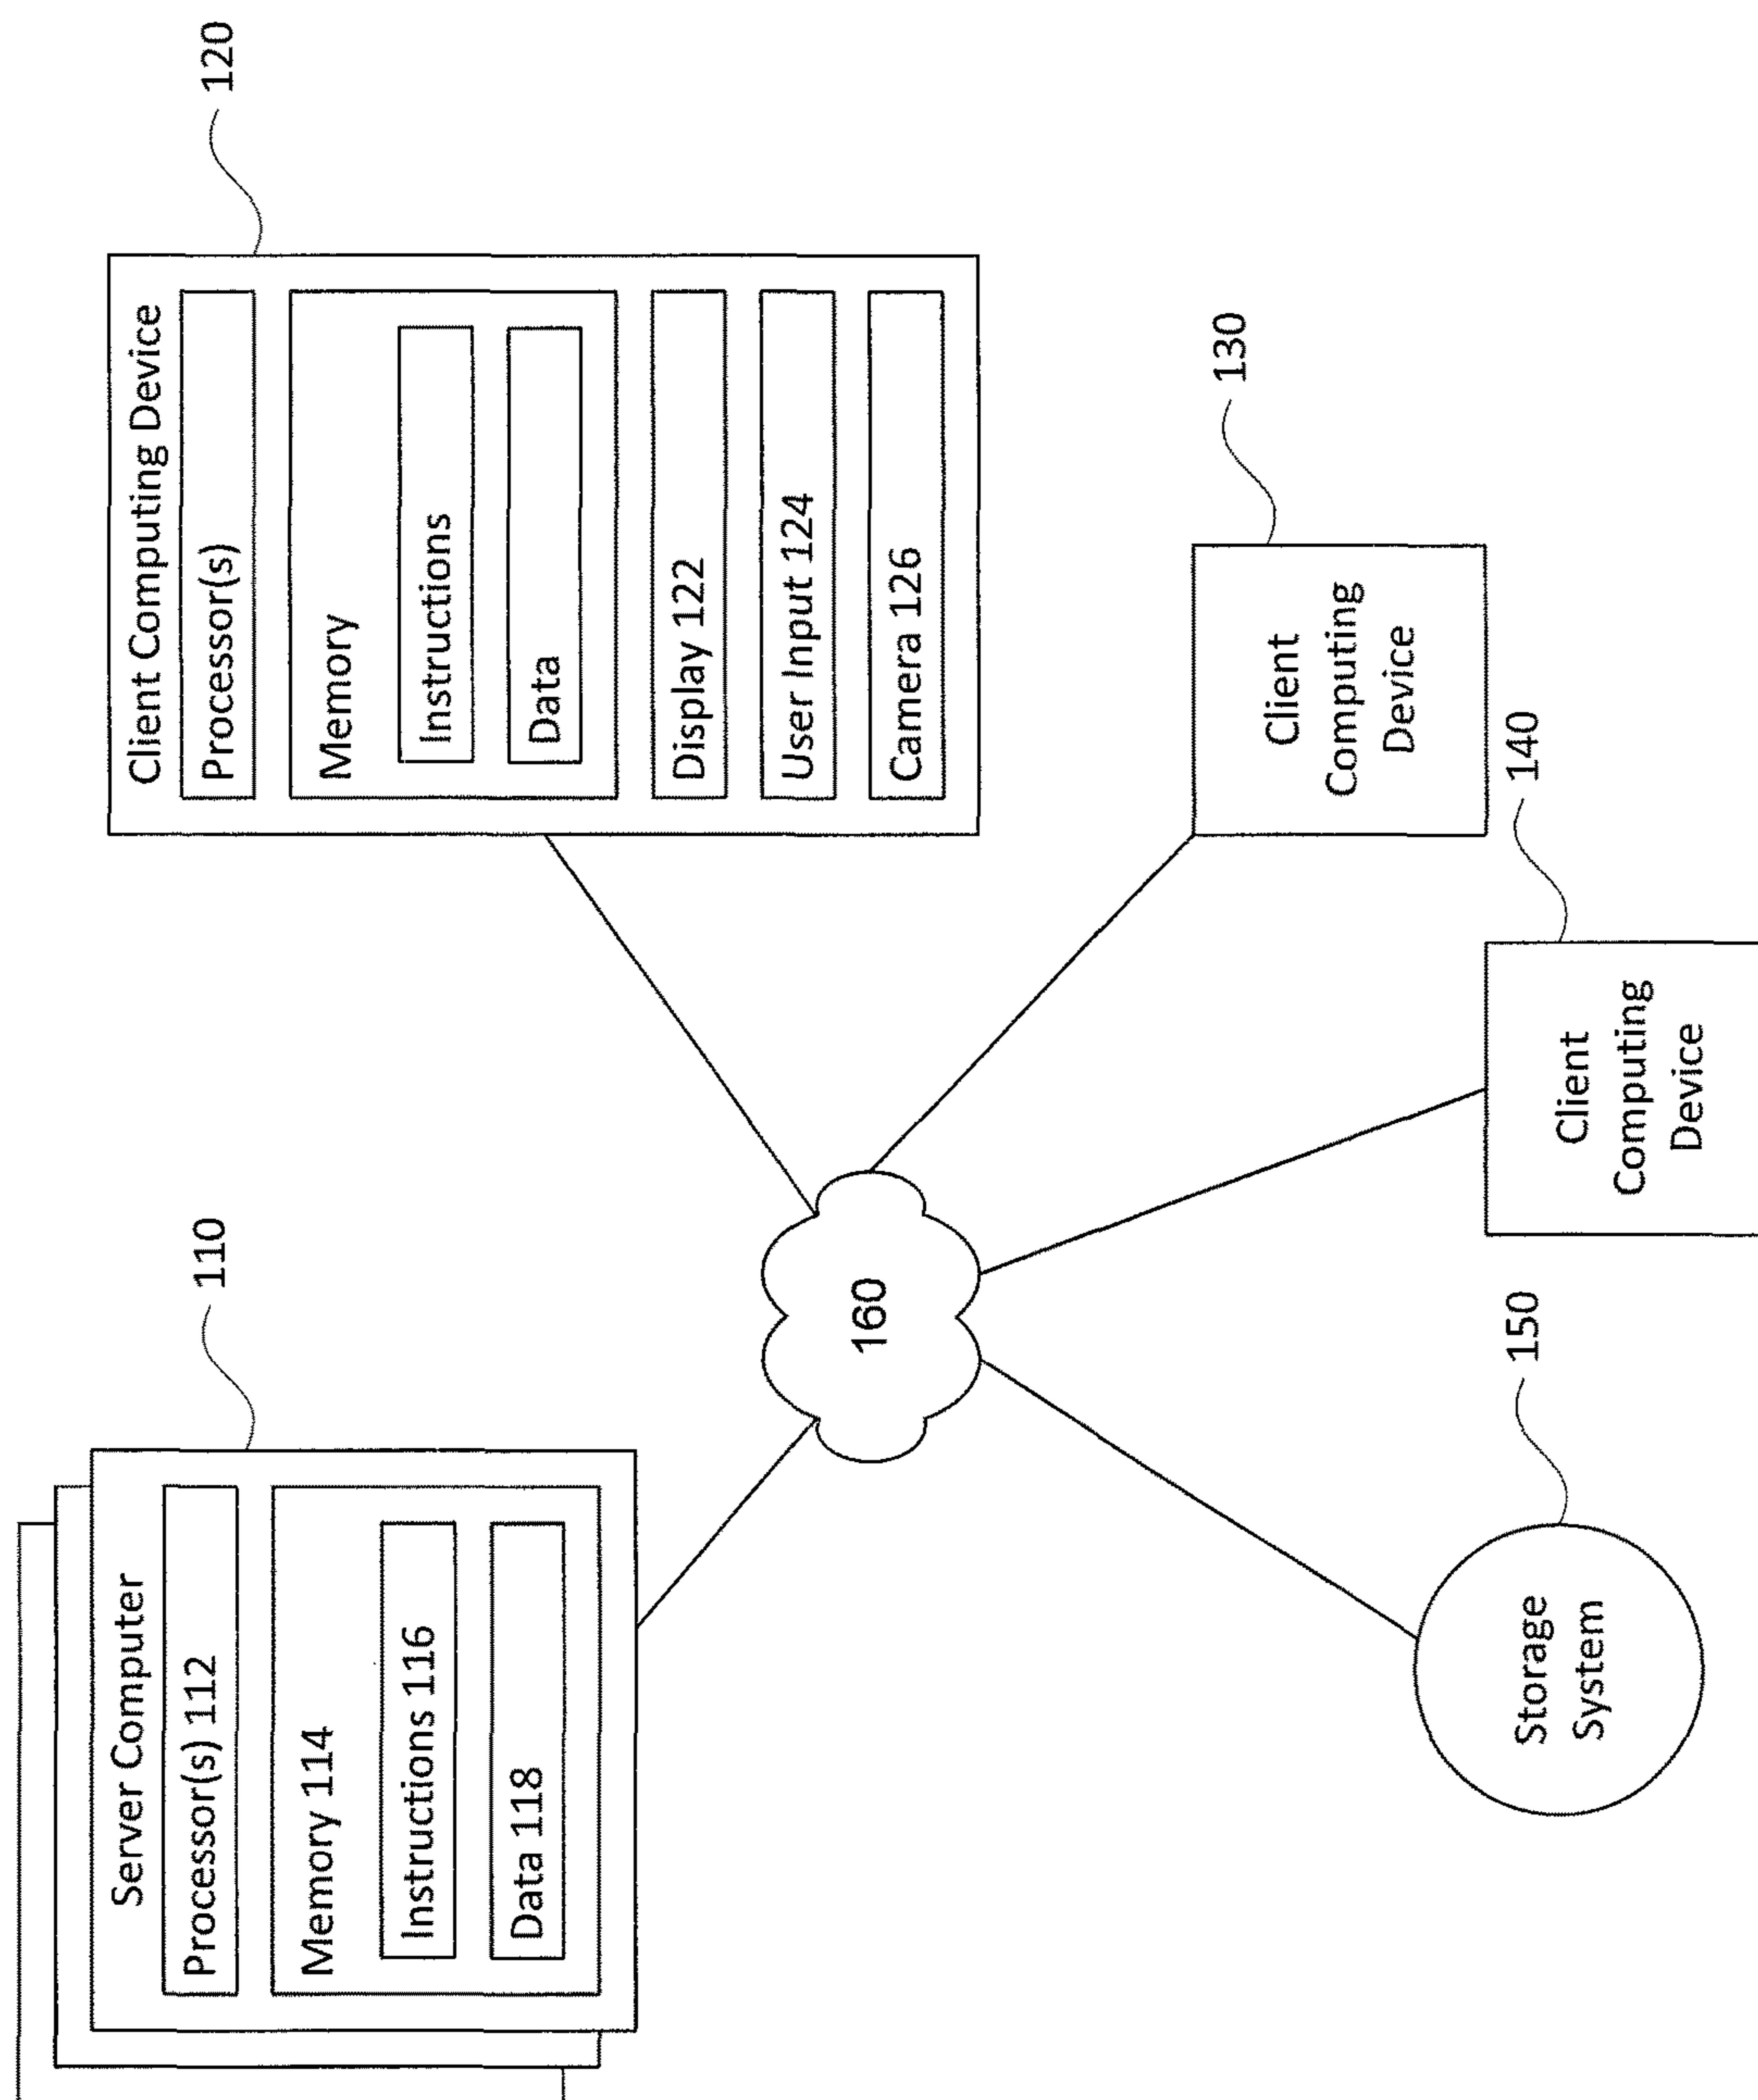 110
Server Computer
Processor(s) 112
Memory 114
Instructions 116
Data 118
120
Client Computing Device
Processor(s)
Memory
Instructions
Data
Display 122
User Input 124
Camera 126
160
150
Storage
System
140
Client
Computing
Device
130
Client
Computing
Device